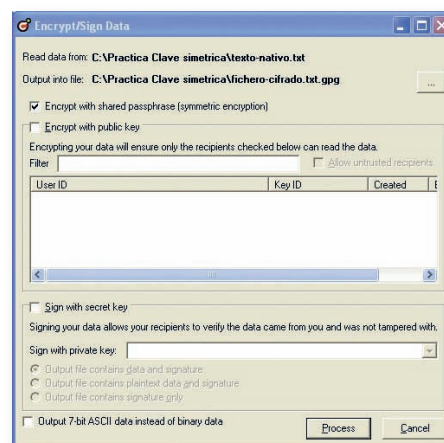 Encrypt/Sign Data
Read data from: C:\Practica Clave simetrica\texto-nativo.txt
Output into file: C:\Practica Clave simetrica\fichero-cifrado.txt.gpg
...
Encrypt with shared passphrase (symmetric encryption)
Encrypt with public key
Encrypting your data will ensure only the recipients checked below can read the data.
Filter Allow untrusted recipients
User ID Key ID Created E
Sign with secret key
Signing your data allows your recipients to verify the data came from you and was not tampered with.
Sign with private key:
Output file contains data and signature
Output file contains plaintext data and signature
Output file contains signature only
Output 7-bit ASCII data instead of binary data
Process Cancel